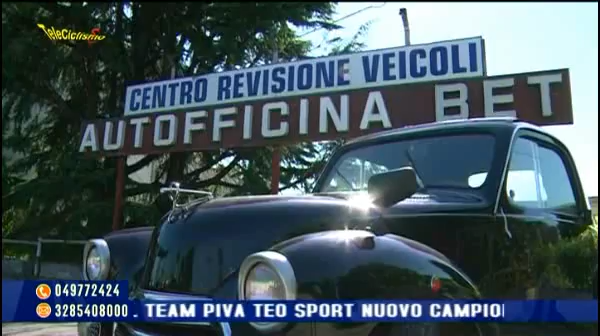 TeleCiclismo
CENTRO REVISIONE VEICOLI
AUTOFFICINA BET
049772424
3285408000
. TEAM PIVA TEO SPORT NUOVO CAMPIO